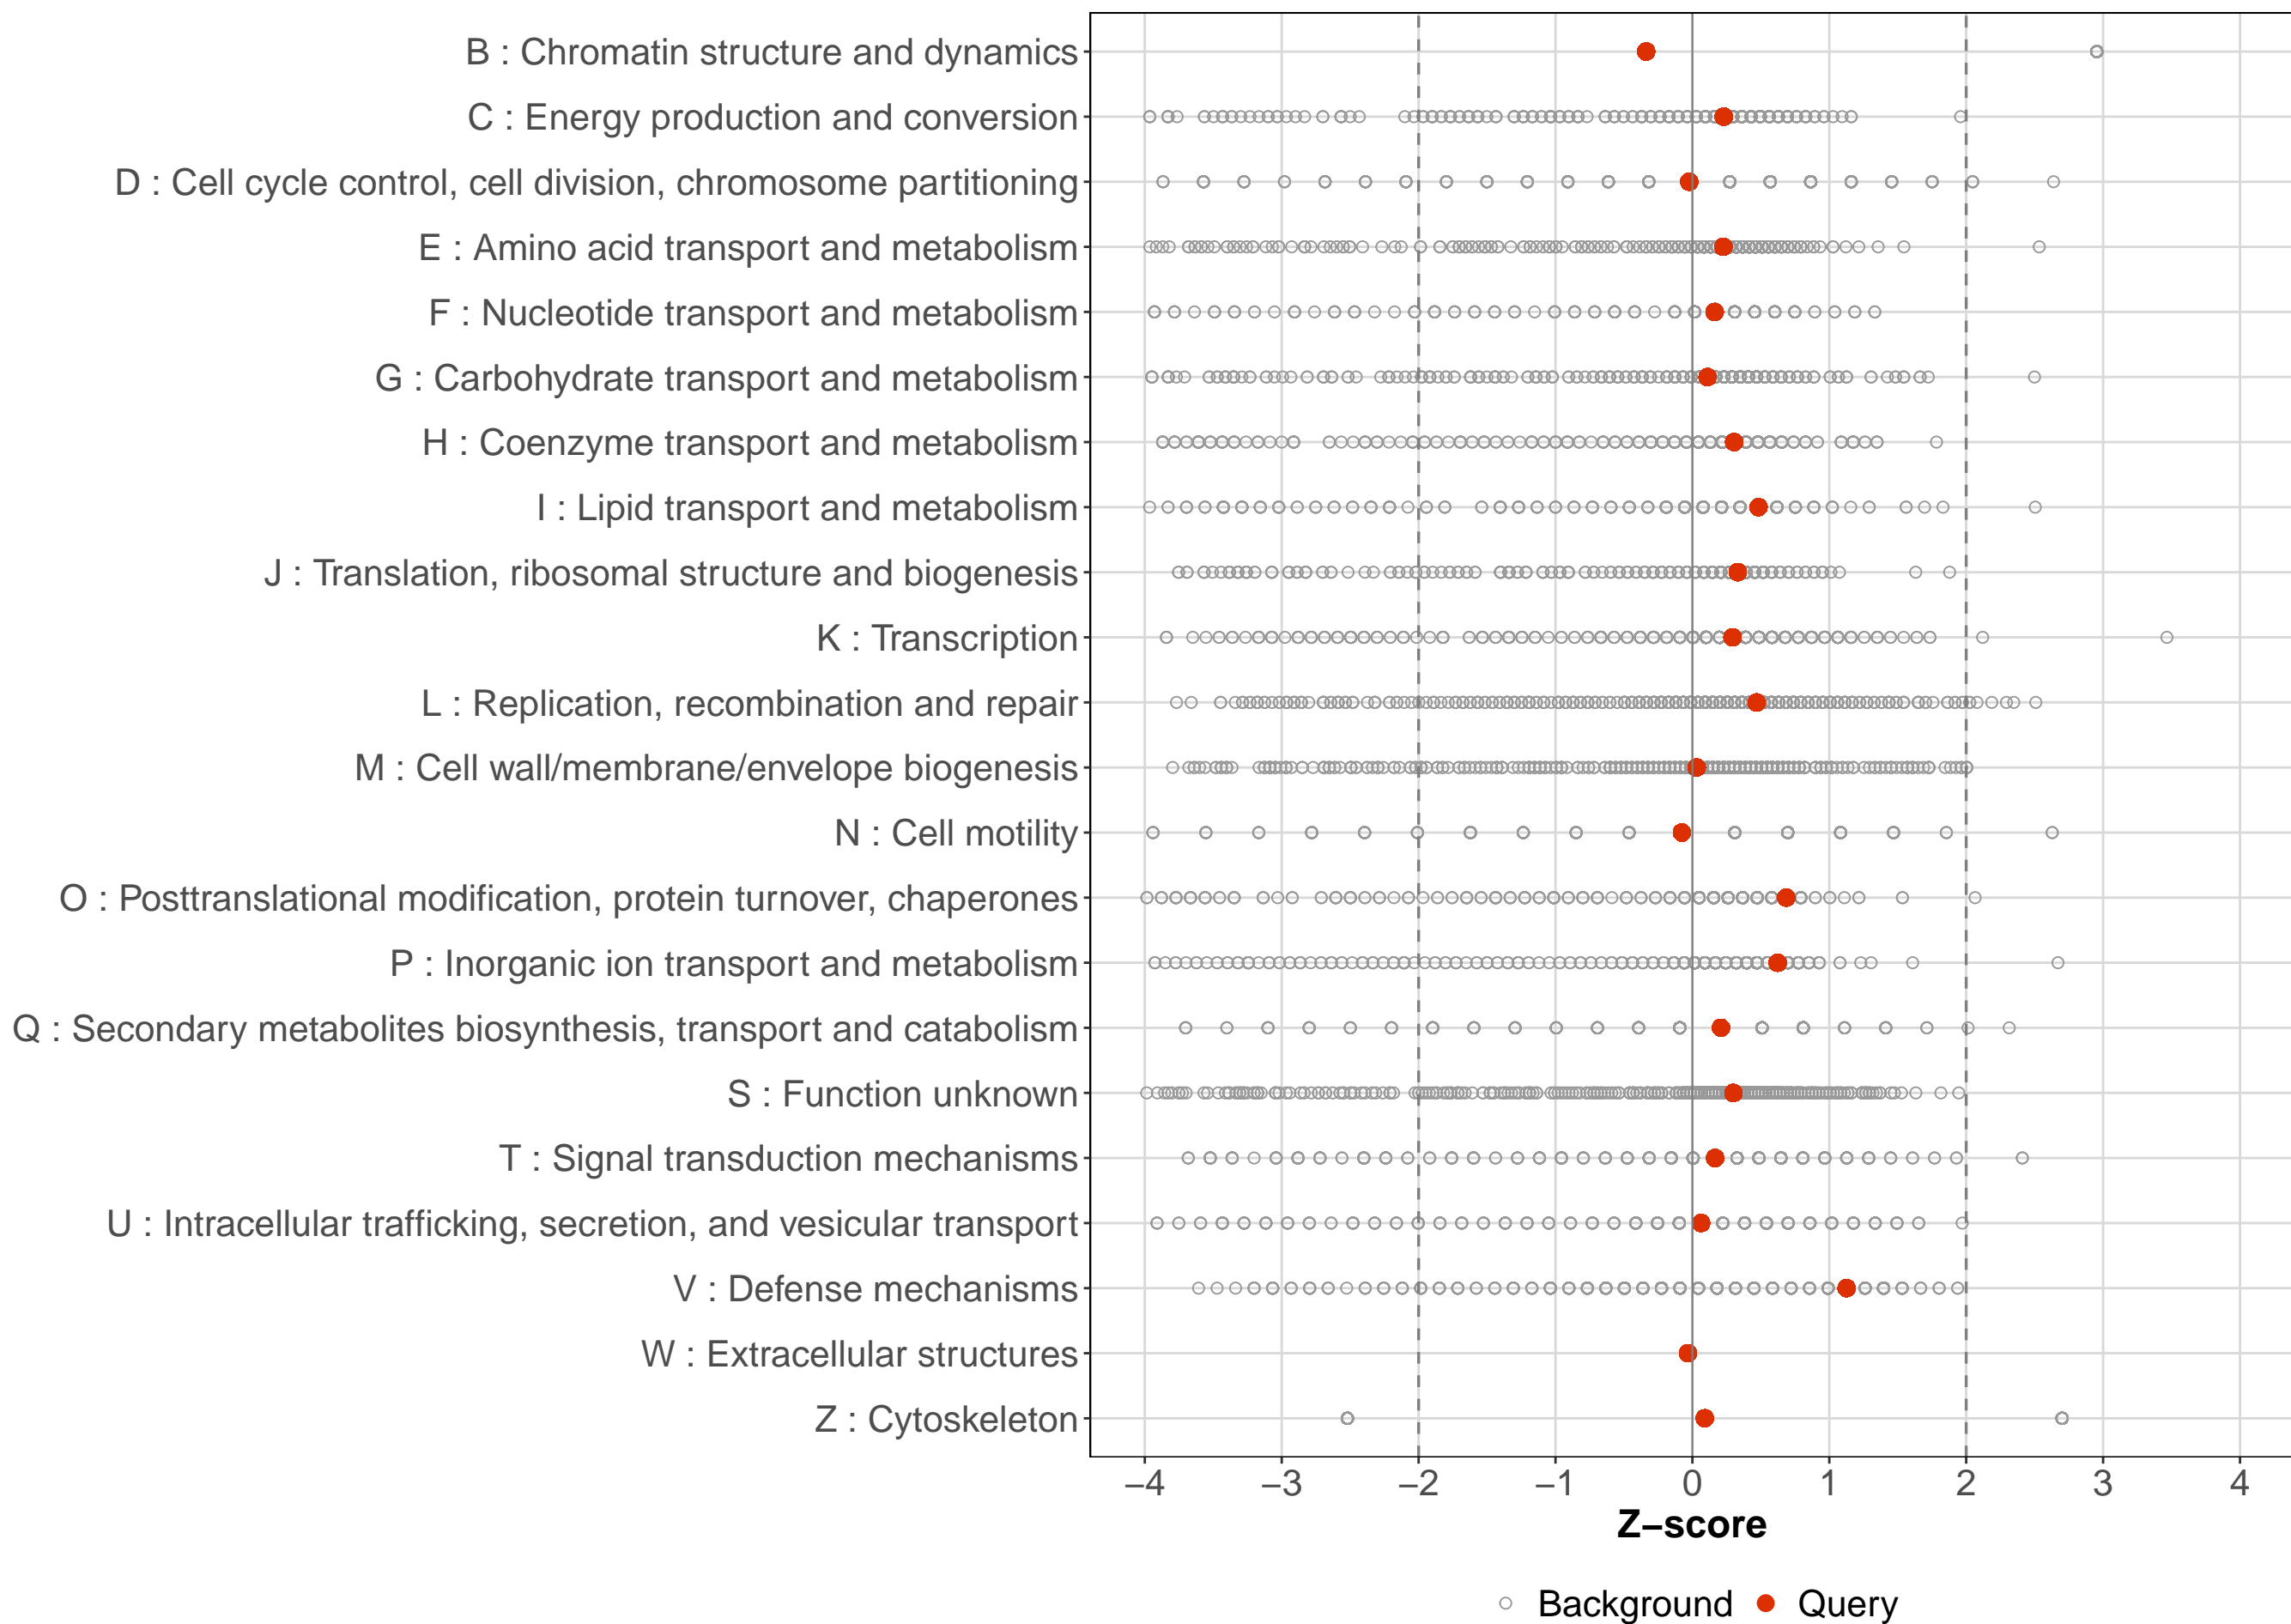 B : Chromatin structure and dynamics
C : Energy production and conversion
D : Cell cycle control, cell division, chromosome partitioning
E : Amino acid transport and metabolism
F : Nucleotide transport and metabolism
G : Carbohydrate transport and metabolism
H : Coenzyme transport and metabolism
I : Lipid transport and metabolism
J : Translation, ribosomal structure and biogenesis
K : Transcription
L : Replication, recombination and repair
M : Cell wall/membrane/envelope biogenesis
N : Cell motility
O : Posttranslational modification, protein turnover, chaperones
P : Inorganic ion transport and metabolism
Q : Secondary metabolites biosynthesis, transport and catabolism
S : Function unknown
T : Signal transduction mechanisms
U : Intracellular trafficking, secretion, and vesicular transport
V : Defense mechanisms
W : Extracellular structures
Z : Cytoskeleton
−4 −3 −2 −1 0 1 2 3 4
Z−score
Background Query